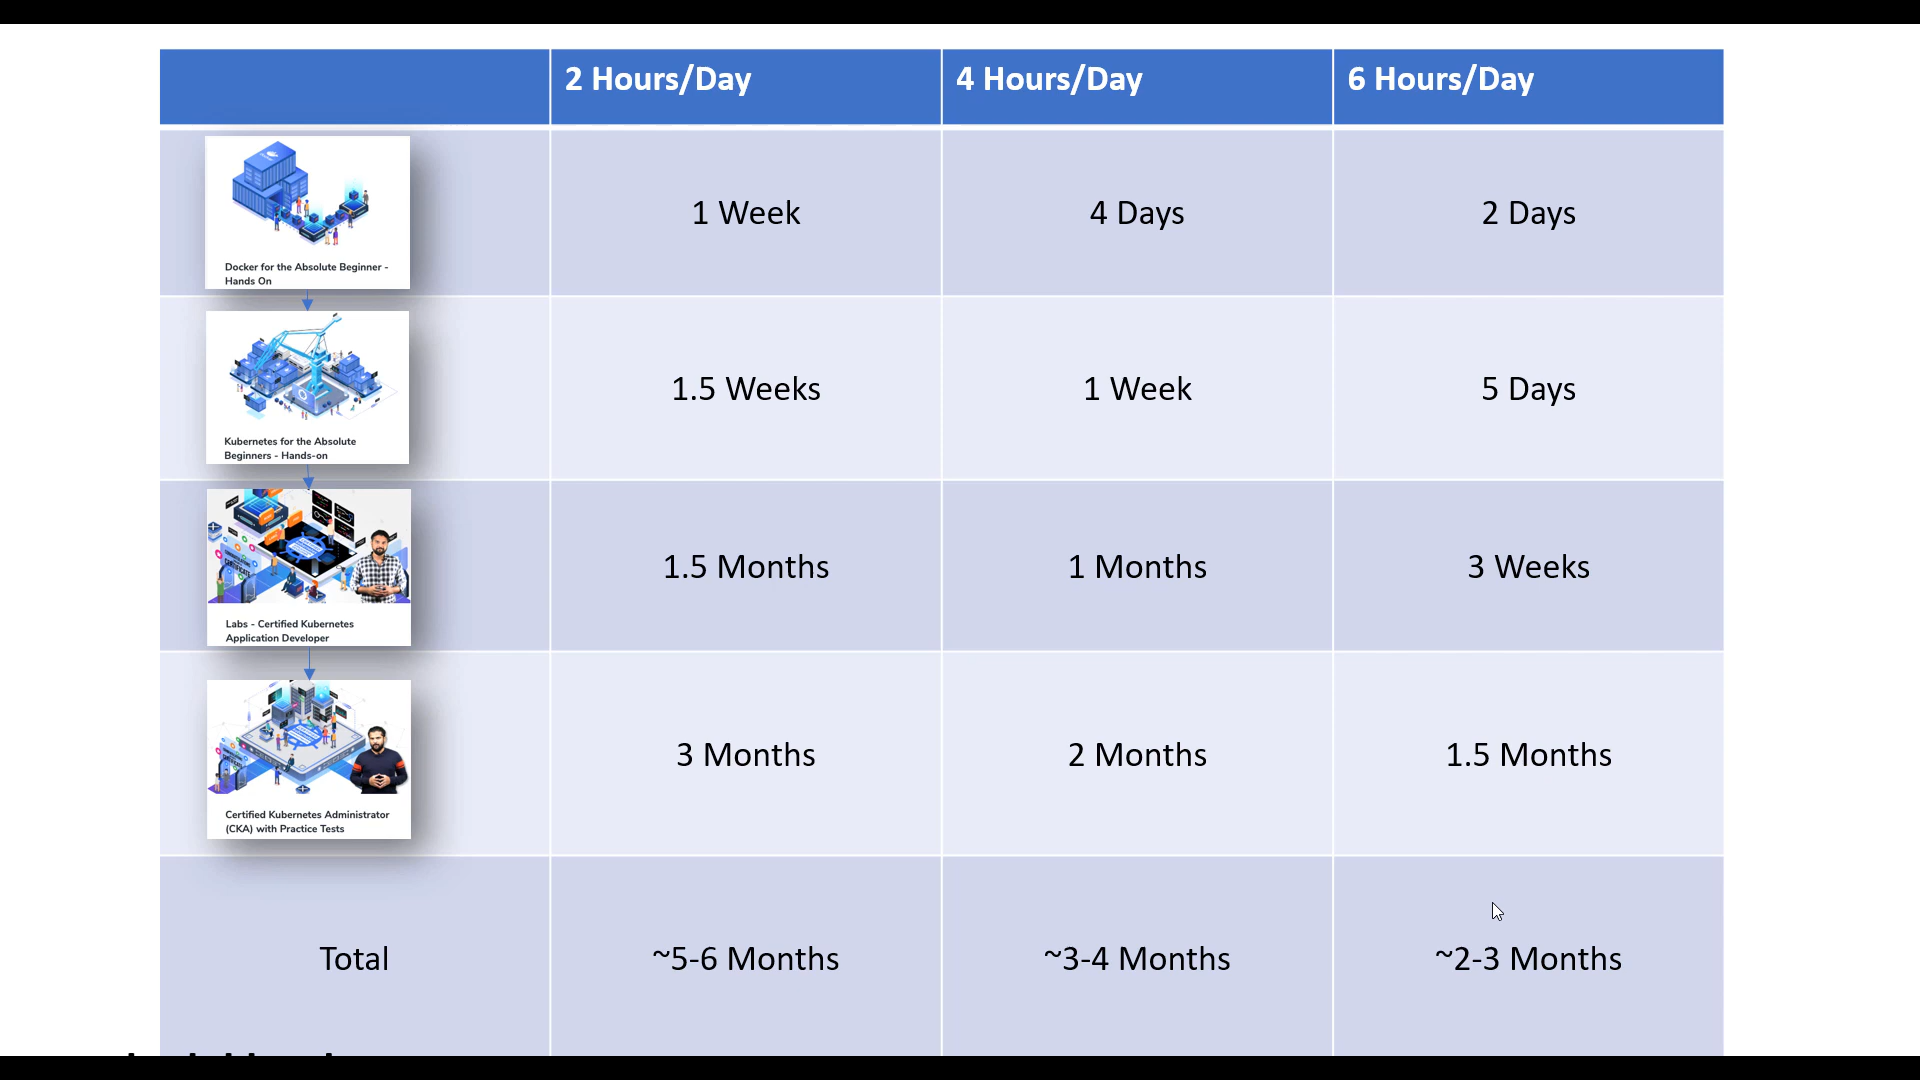 2 Hours/Day
4 Hours/Day
6 Hours/Day
Docker for the Absolute Beginner -
Hands On
1 Week
4 Days
2 Days
Kubernetes for the Absolute
Beginners - Hands-on
1.5 Weeks
1 Week
5 Days
Labs - Certified Kubernetes
Application Developer
1.5 Months
1 Months
3 Weeks
Certified Kubernetes Administrator
(CKA) with Practice Tests
3 Months
2 Months
1.5 Months
Total
~5-6 Months
~3-4 Months
~2-3 Months